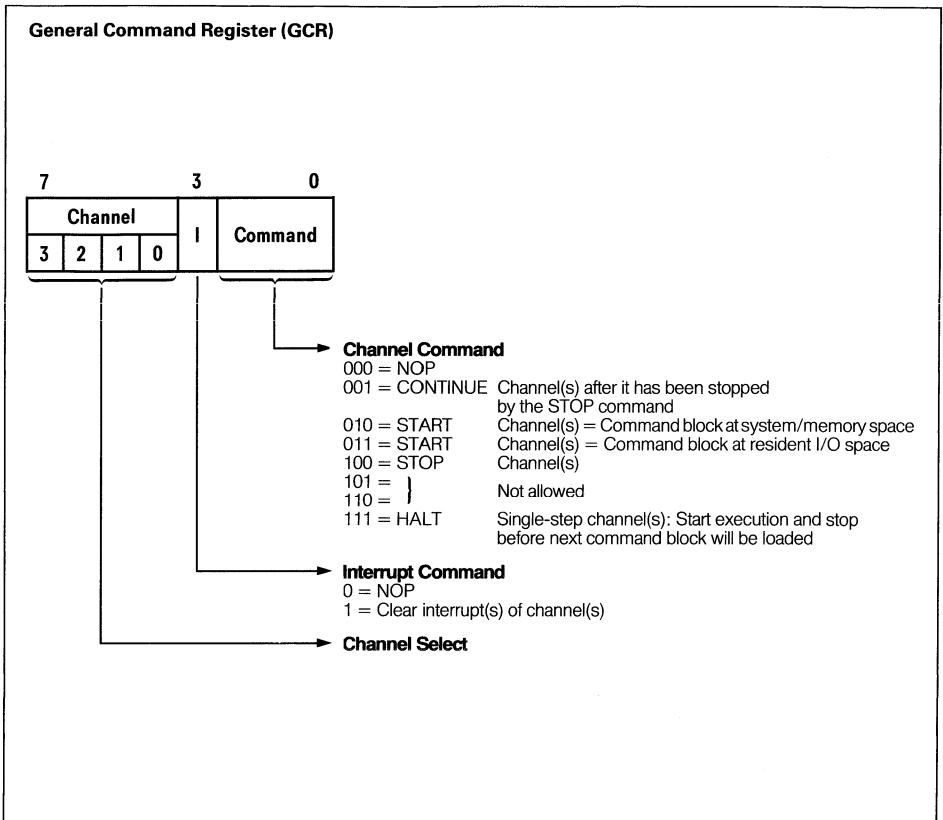 General Command Register (GCR)
7 3 0
Channel
3 2 1 0
I
Command
Channel Command
000 = NOP
001 = CONTINUE Channel(s) after it has been stopped
by the STOP command
010 = START Channel(s) = Command block at system/memory space
011 = START Channel(s) = Command block at resident I/O space
100 = STOP Channel(s)
101 =
110 =
Not allowed
111 = HALT Single-step channel(s): Start execution and stop
before next command block will be loaded
Interrupt Command
0 = NOP
1 = Clear interrupt(s) of channel(s)
Channel Select